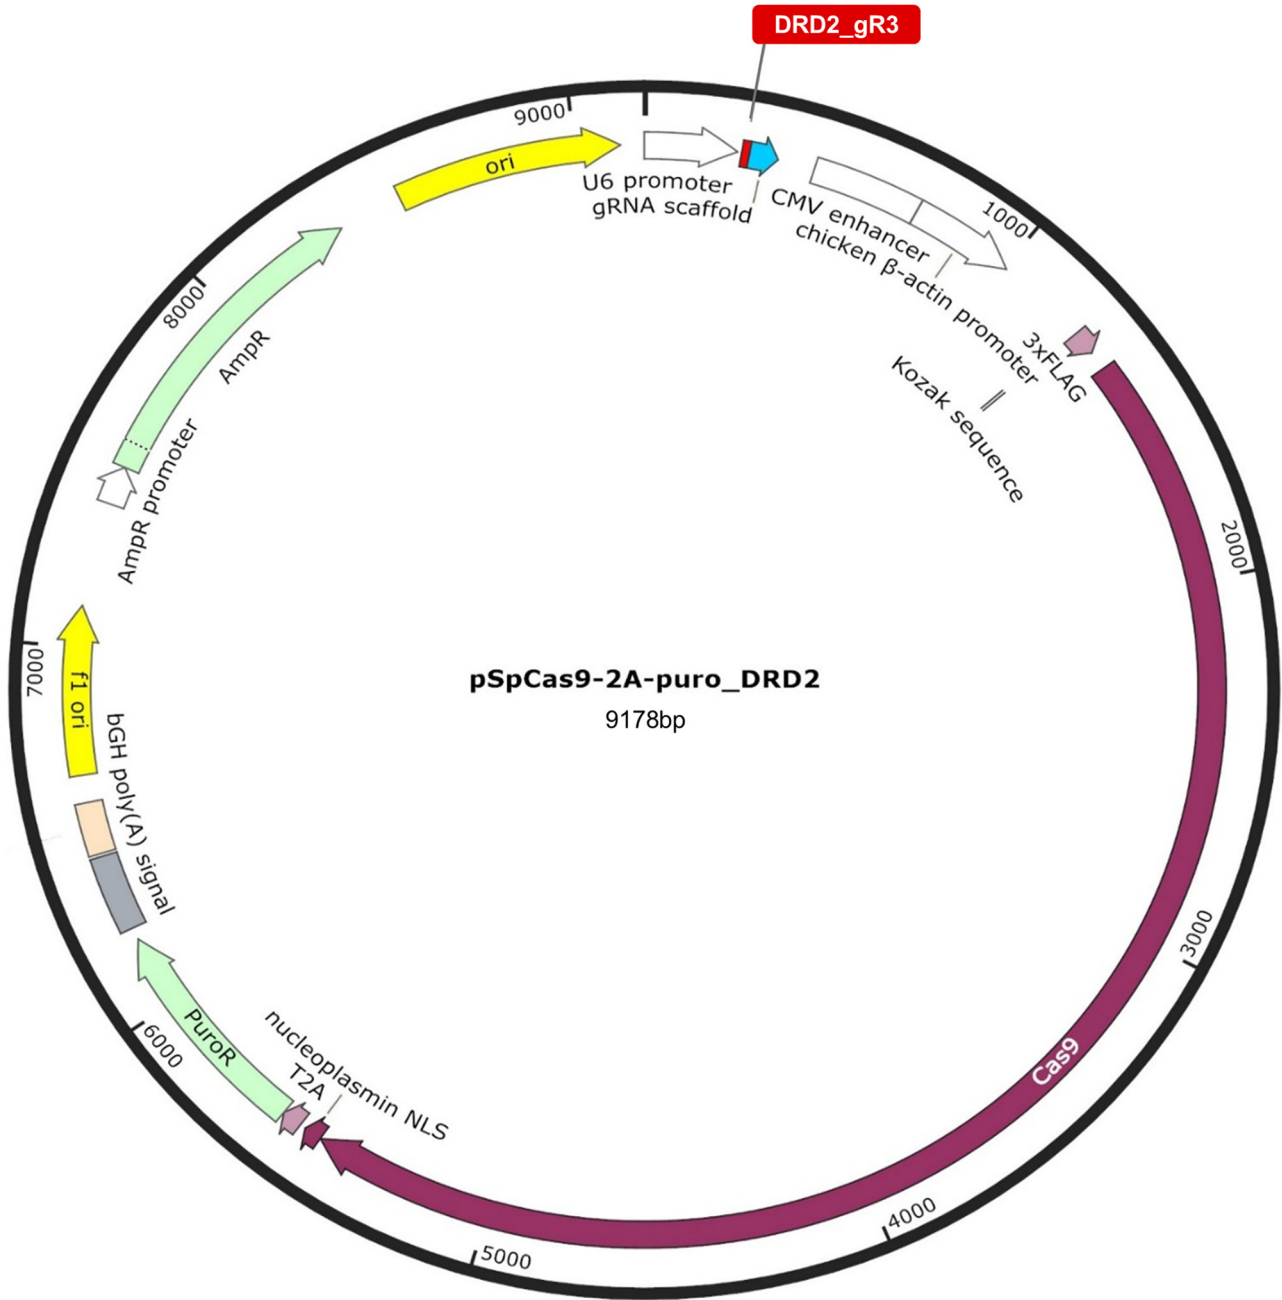 DRD2_gR3
9000
ori
U6 promoter
gRNA scaffold
CMV enhancer
chicken β-actin promoter
1000
3xFLAG
Kozak sequence
2000
8000
AmpR
AmpR promoter
7000
f1 ori
bGH poly(A) signal
pSpCas9-2A-puro_DRD2
9178bp
3000
Cas9
6000
PuroR
nucleoplasmin NLS
T2A
4000
5000